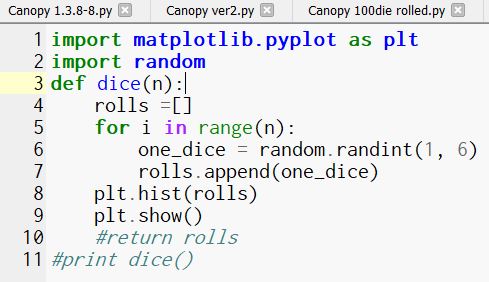 Canopy 1.3.8-8.py Canopy ver2.py Canopy 100die rolled.py
1 import matplotlib.pyplot as plt
2 import random
3 def dice(n):
4     rolls =[]
5     for i in range(n):
6         one_dice = random.randint(1, 6)
7         rolls.append(one_dice)
8     plt.hist(rolls)
9     plt.show()
10     #return rolls
11 #print dice()